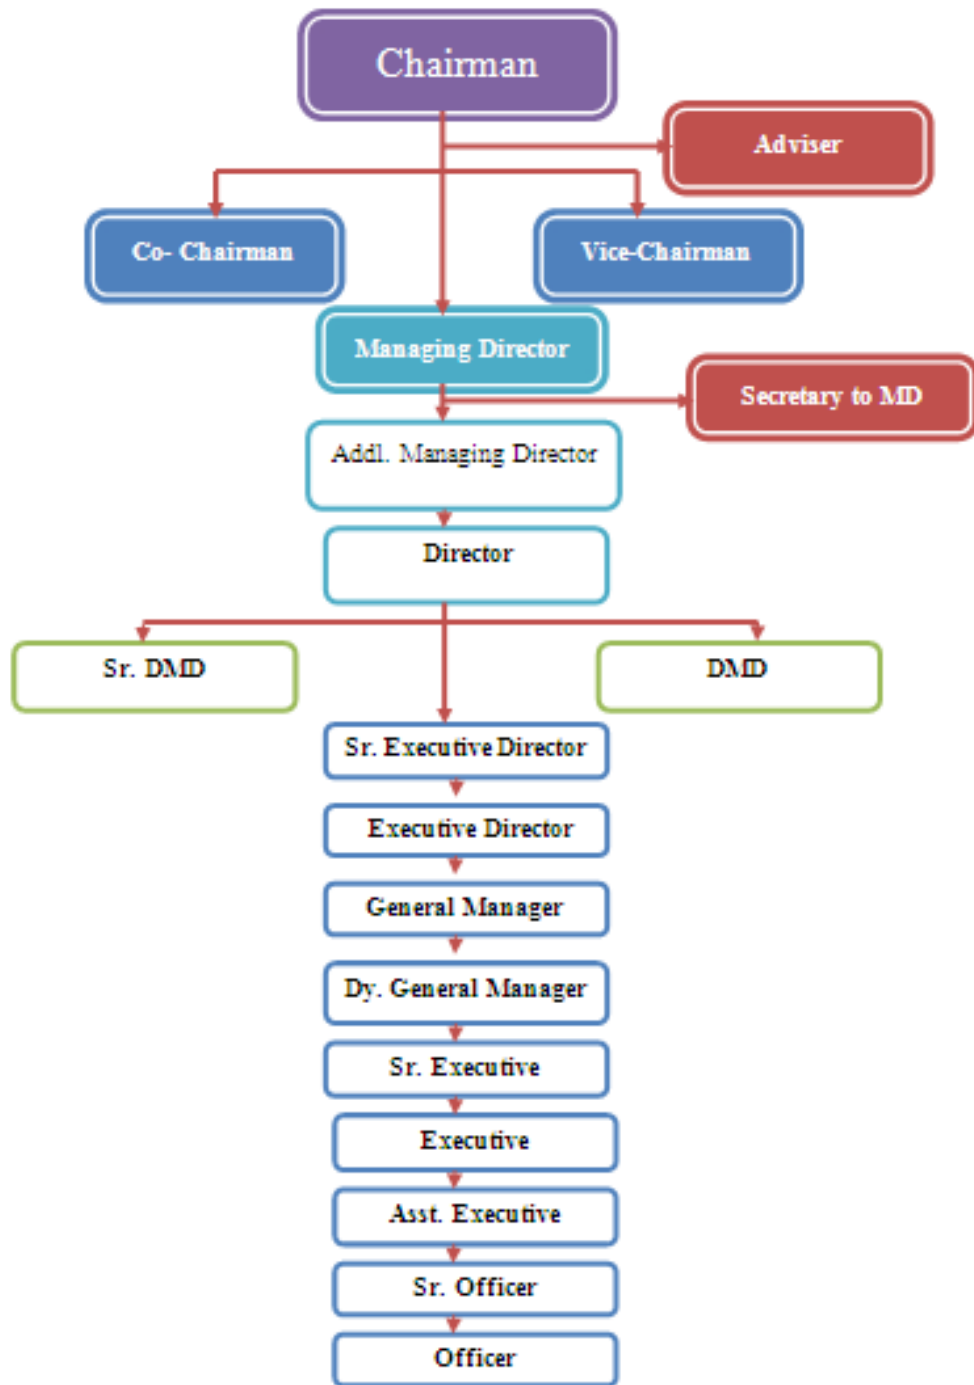 Chairman
Adviser
Co- Chairman
Vice-Chairman
Managing Director
Secretary to MD
Addl. Managing Director
Director
Sr. DMD
DMD
Sr. Executive Director
Executive Director
General Manager
Dy. General Manager
Sr. Executive
Executive
Asst. Executive
Sr. Officer
Officer